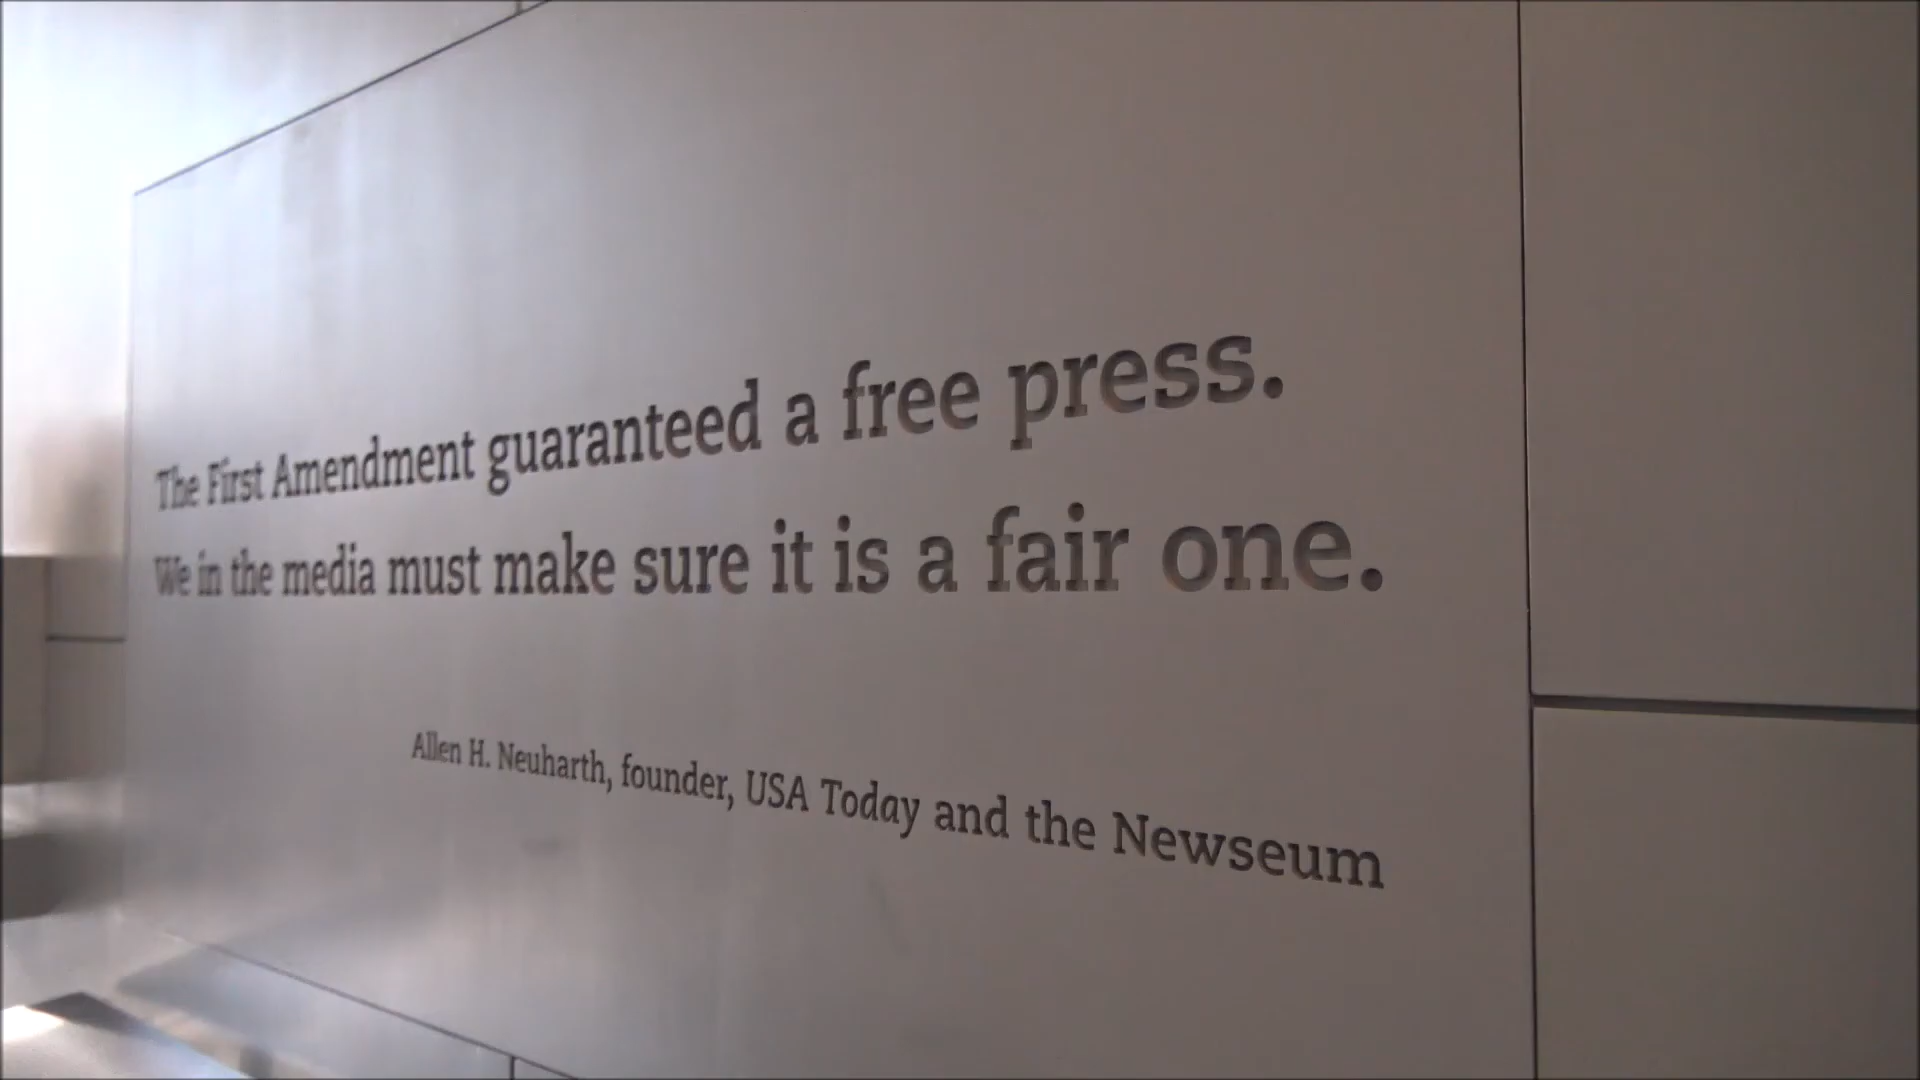 The First Amendment guaranteed a free press.
We in the media must make sure it is a fair one.
Allen H. Neuharth, founder, USA Today and the Newseum